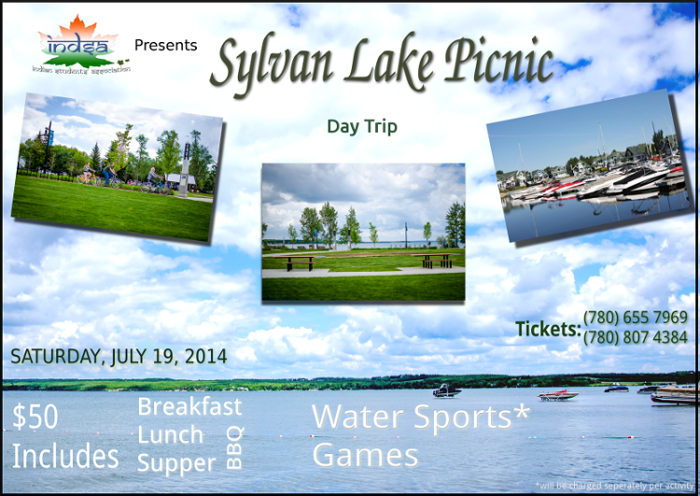 indsa
indian students association
Presents
Sylvan Lake Picnic
Day Trip
Tickets:
(780) 655 7969
(780) 807 4384
SATURDAY, JULY 19, 2014
$50
Includes
Breakfast
Lunch
Supper
BBQ
Water Sports*
Games
*will be charged seperately per activity